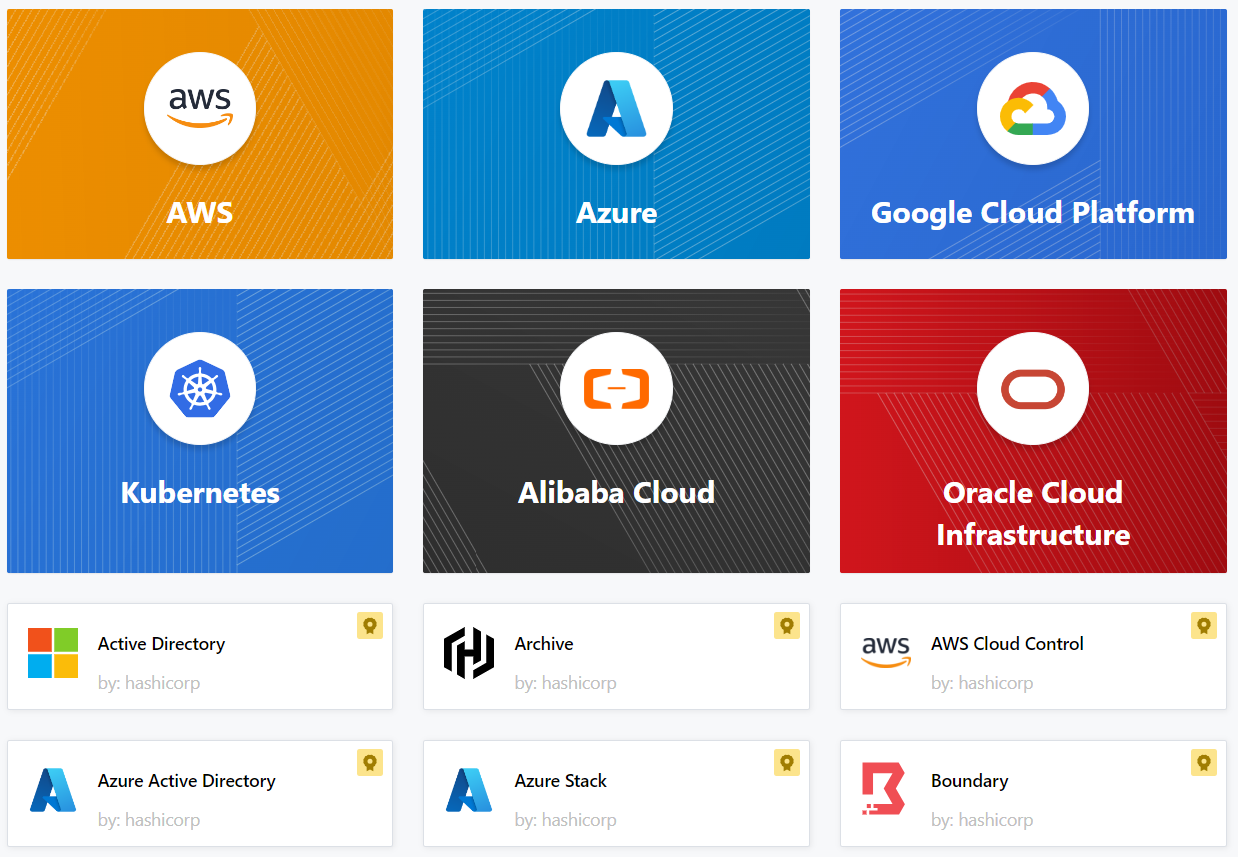 aws
AWS
Azure
Google Cloud Platform
Kubernetes
Alibaba Cloud
Oracle Cloud
Infrastructure
Active Directory
by: hashicorp
Archive
by: hashicorp
aws
AWS Cloud Control
by: hashicorp
Azure Active Directory
by: hashicorp
Azure Stack
by: hashicorp
Boundary
by: hashicorp